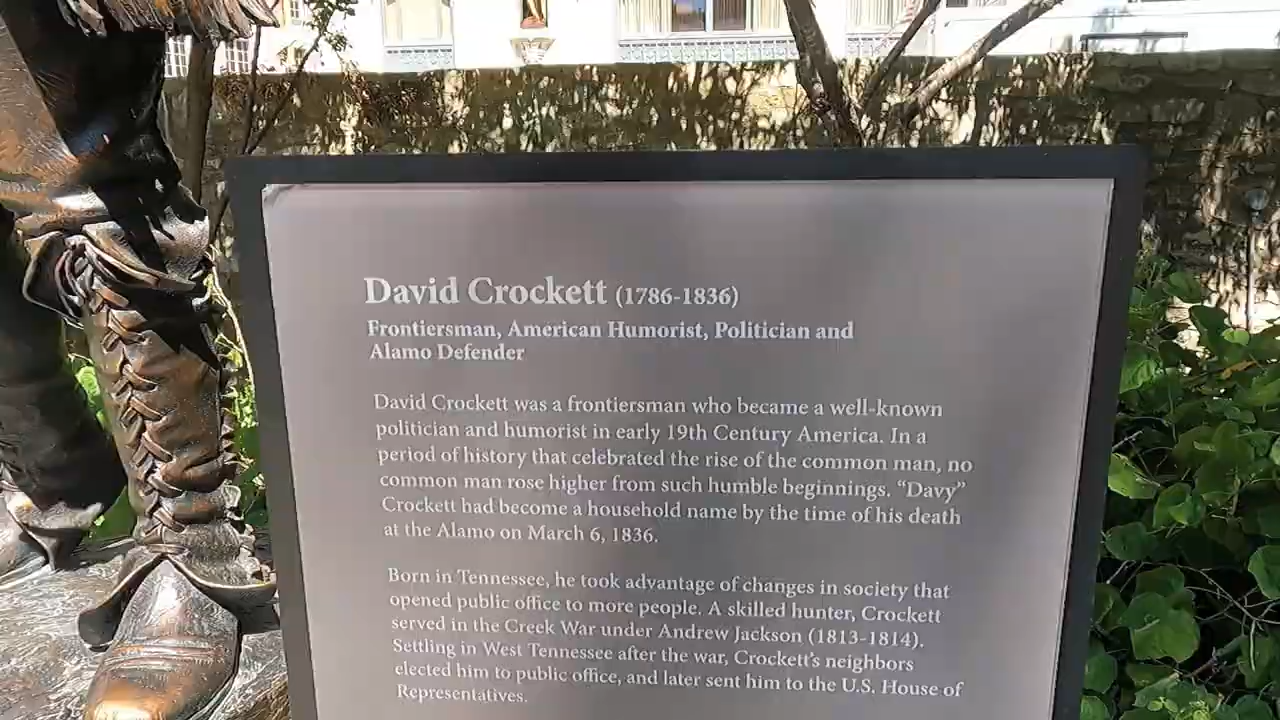 David Crockett (1786-1836)
Frontiersman, American Humorist, Politician and
Alamo Defender
David Crockett was a frontiersman who became a well-known
politician and humorist in early 19th Century America. In a
period of history that celebrated the rise of the common man, no
common man rose higher from such humble beginnings. “Davy”
Crockett had become a household name by the time of his death
at the Alamo on March 6, 1836.
Born in Tennessee, he took advantage of changes in society that
opened public office to more people. A skilled hunter, Crockett
served in the Creek War under Andrew Jackson (1813-1814).
Settling in West Tennessee after the war, Crockett's neighbors
elected him to public office, and later sent him to the U.S. House of
Representatives.